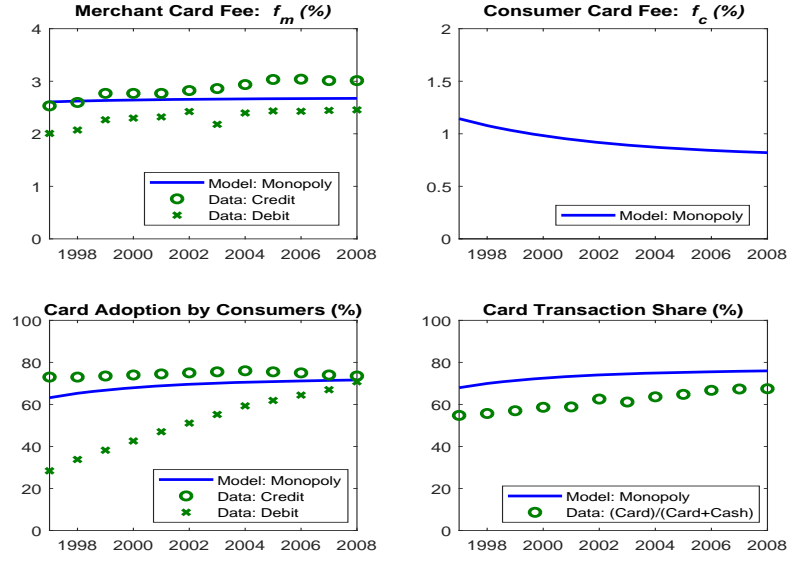 Merchant Card Fee: f_m (%)
4
3
2
1
0
1998 2000 2002 2004 2006 2008
Model: Monopoly
Data: Credit
Data: Debit
Consumer Card Fee: f_c (%)
2
1.5
1
0.5
0
1998 2000 2002 2004 2006 2008
Model: Monopoly
Card Adoption by Consumers (%)
100
80
60
40
20
0
1998 2000 2002 2004 2006 2008
Model: Monopoly
Data: Credit
Data: Debit
Card Transaction Share (%)
100
80
60
40
20
0
1998 2000 2002 2004 2006 2008
Model: Monopoly
Data: (Card)/(Card+Cash)